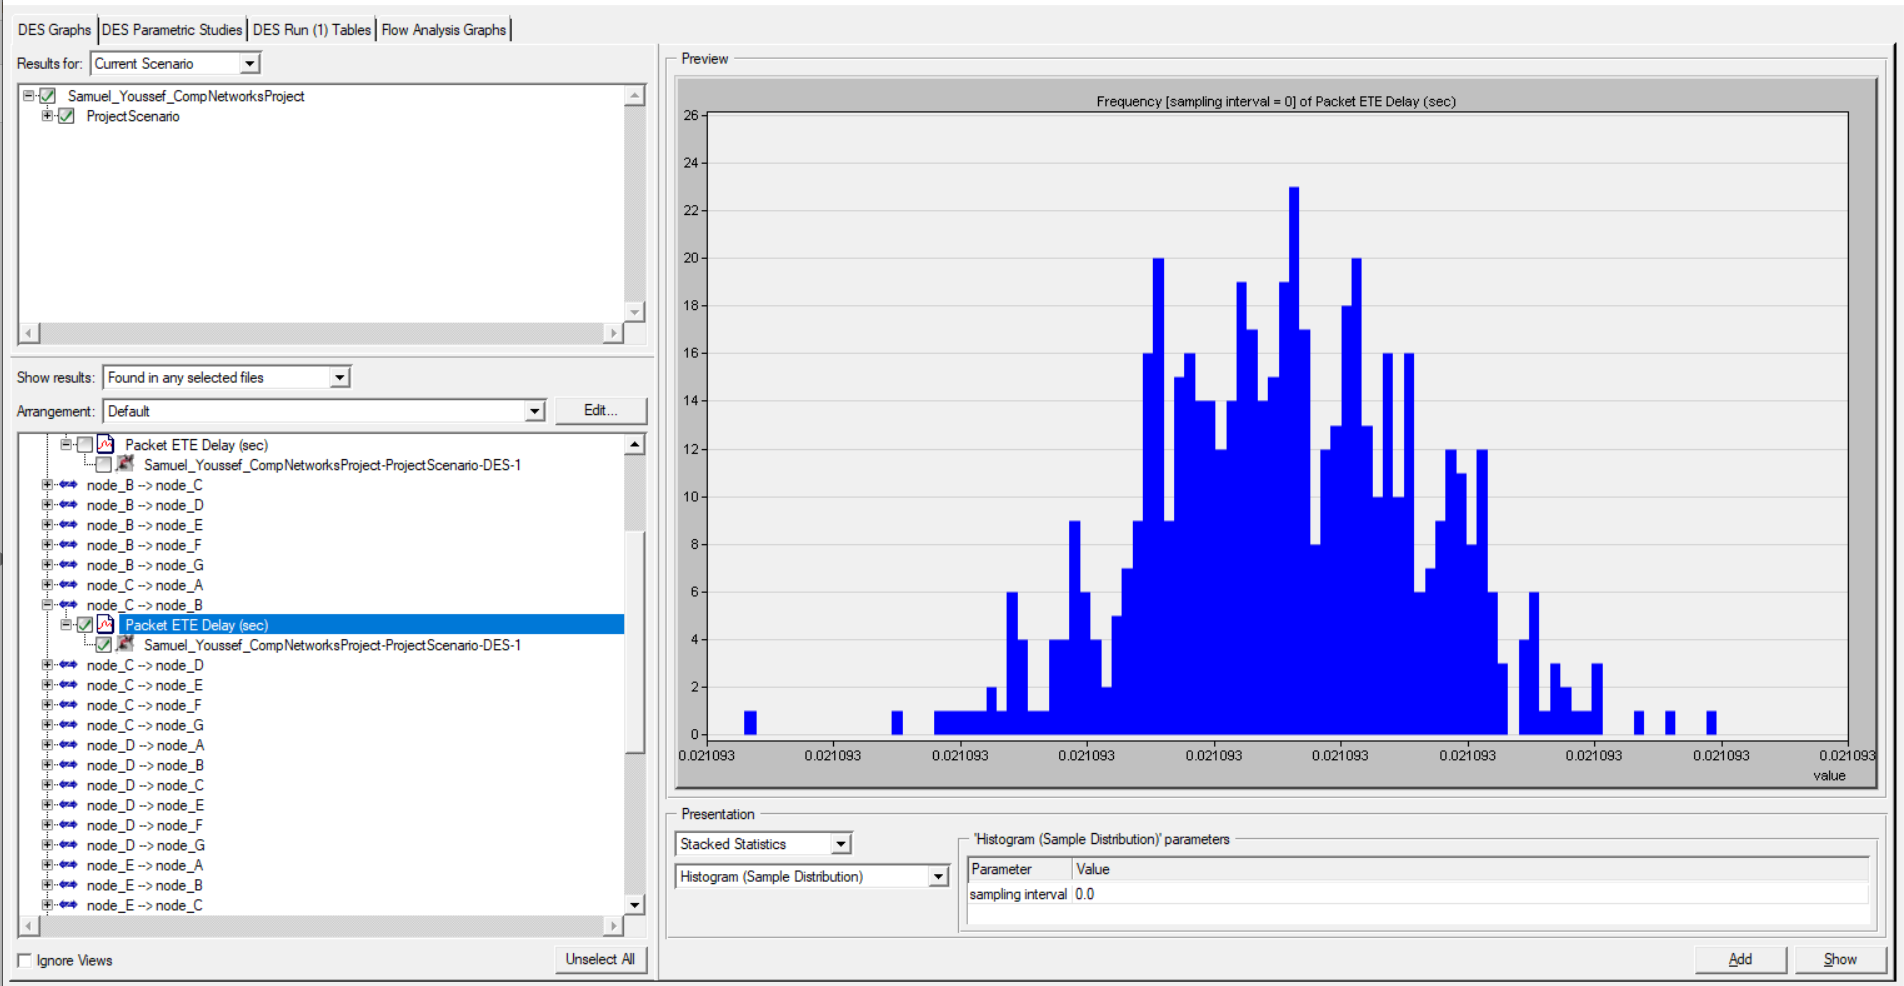 DES Graphs DES Parametric Studies DES Run (1) Tables Flow Analysis Graphs
Results for: Current Scenario
Samuel_Youssef_CompNetworksProject
ProjectScenario
Show results: Found in any selected files
Arrangement: Default Edit...
Packet ETE Delay (sec)
Samuel_Youssef_CompNetworksProject-ProjectScenario-DES-1
node_B --> node_C
node_B --> node_D
node_B --> node_E
node_B --> node_F
node_B --> node_G
node_C --> node_A
node_C --> node_B
Packet ETE Delay (sec)
Samuel_Youssef_CompNetworksProject-ProjectScenario-DES-1
node_C --> node_D
node_C --> node_E
node_C --> node_F
node_C --> node_G
node_D --> node_A
node_D --> node_B
node_D --> node_C
node_D --> node_E
node_D --> node_F
node_D --> node_G
node_E --> node_A
node_E --> node_B
node_E --> node_C
Ignore Views Unselect All
Preview
Frequency [sampling interval = 0] of Packet ETE Delay (sec)
26
24
22
20
18
16
14
12
10
8
6
4
2
0
0.021093 0.021093 0.021093 0.021093 0.021093 0.021093 0.021093 0.021093 0.021093 0.021093
value
Presentation
Stacked Statistics
Histogram (Sample Distribution)
'Histogram (Sample Distribution)' parameters
Parameter Value
sampling interval 0.0
Add Show